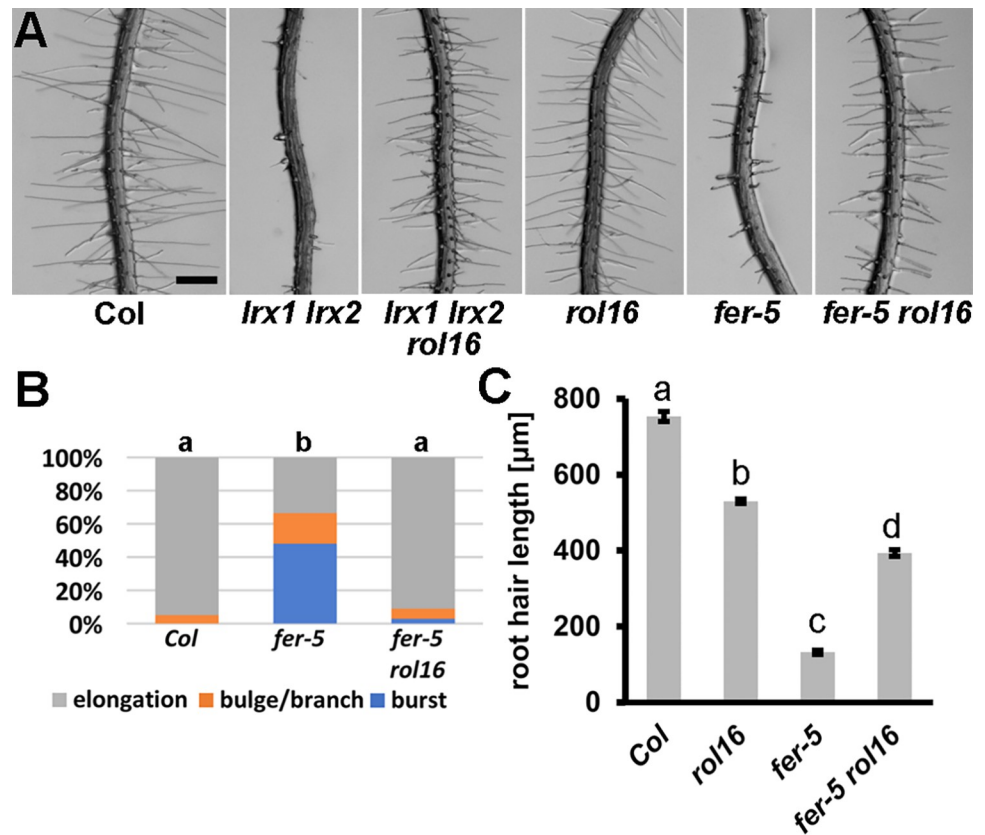 A
Col lrx1 lrx2 lrx1 lrx2 rol16 fer-5 fer-5 rol16
rol16
B
a b a
100%
80%
60%
40%
20%
0%
Col fer-5 fer-5
rol16
elongation bulge/branch burst
C
root hair length [µm]
800
600
400
200
0
a
b
c
d
Col
rol16
fer-5
fer-5 rol16